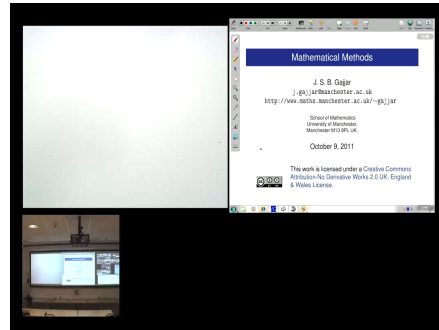 Mathematical Methods
J. S. B. Gajjar
j.gajjar@manchester.ac.uk
http://www.maths.manchester.ac.uk/~gajjar
School of Mathematics
University of Manchester,
Manchester M13 9PL UK.
October 9, 2011
This work is licensed under a Creative Commons
Attribution-No Derivative Works 2.0 UK: England
& Wales License.